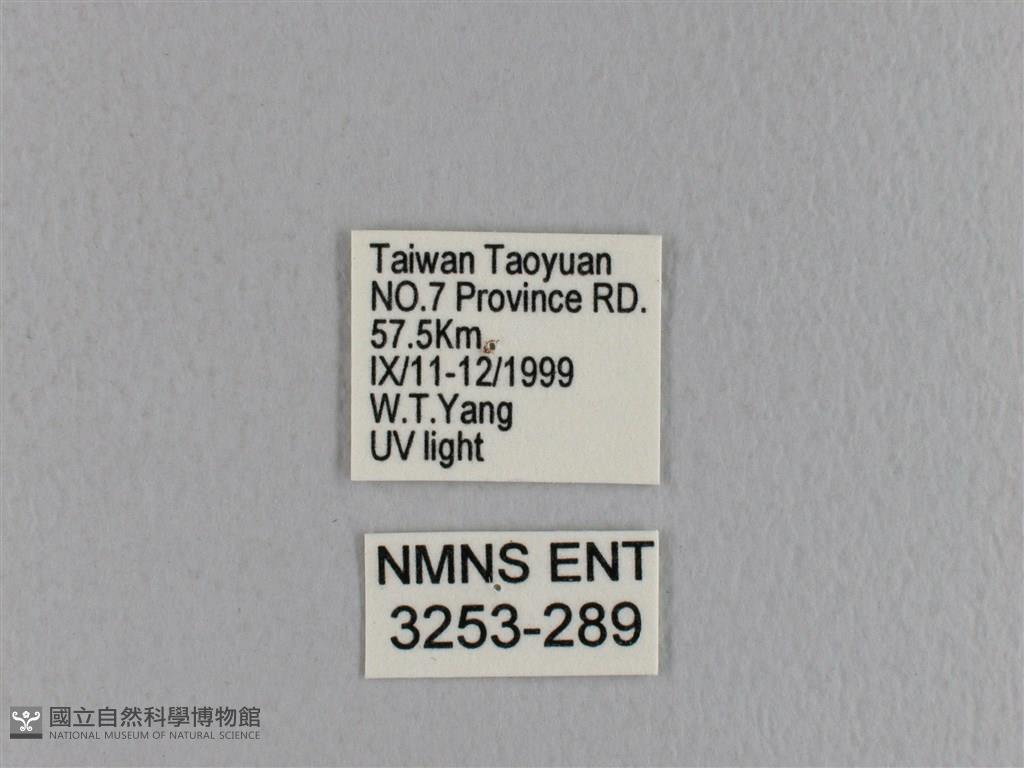 Taiwan Taoyuan
NO.7 Province RD.
57.5Km
IX/11-12/1999
W.T.Yang
UV light
NMNS ENT
3253-289
國立自然科學博物館
NATIONAL MUSEUM OF NATURAL SCIENCE